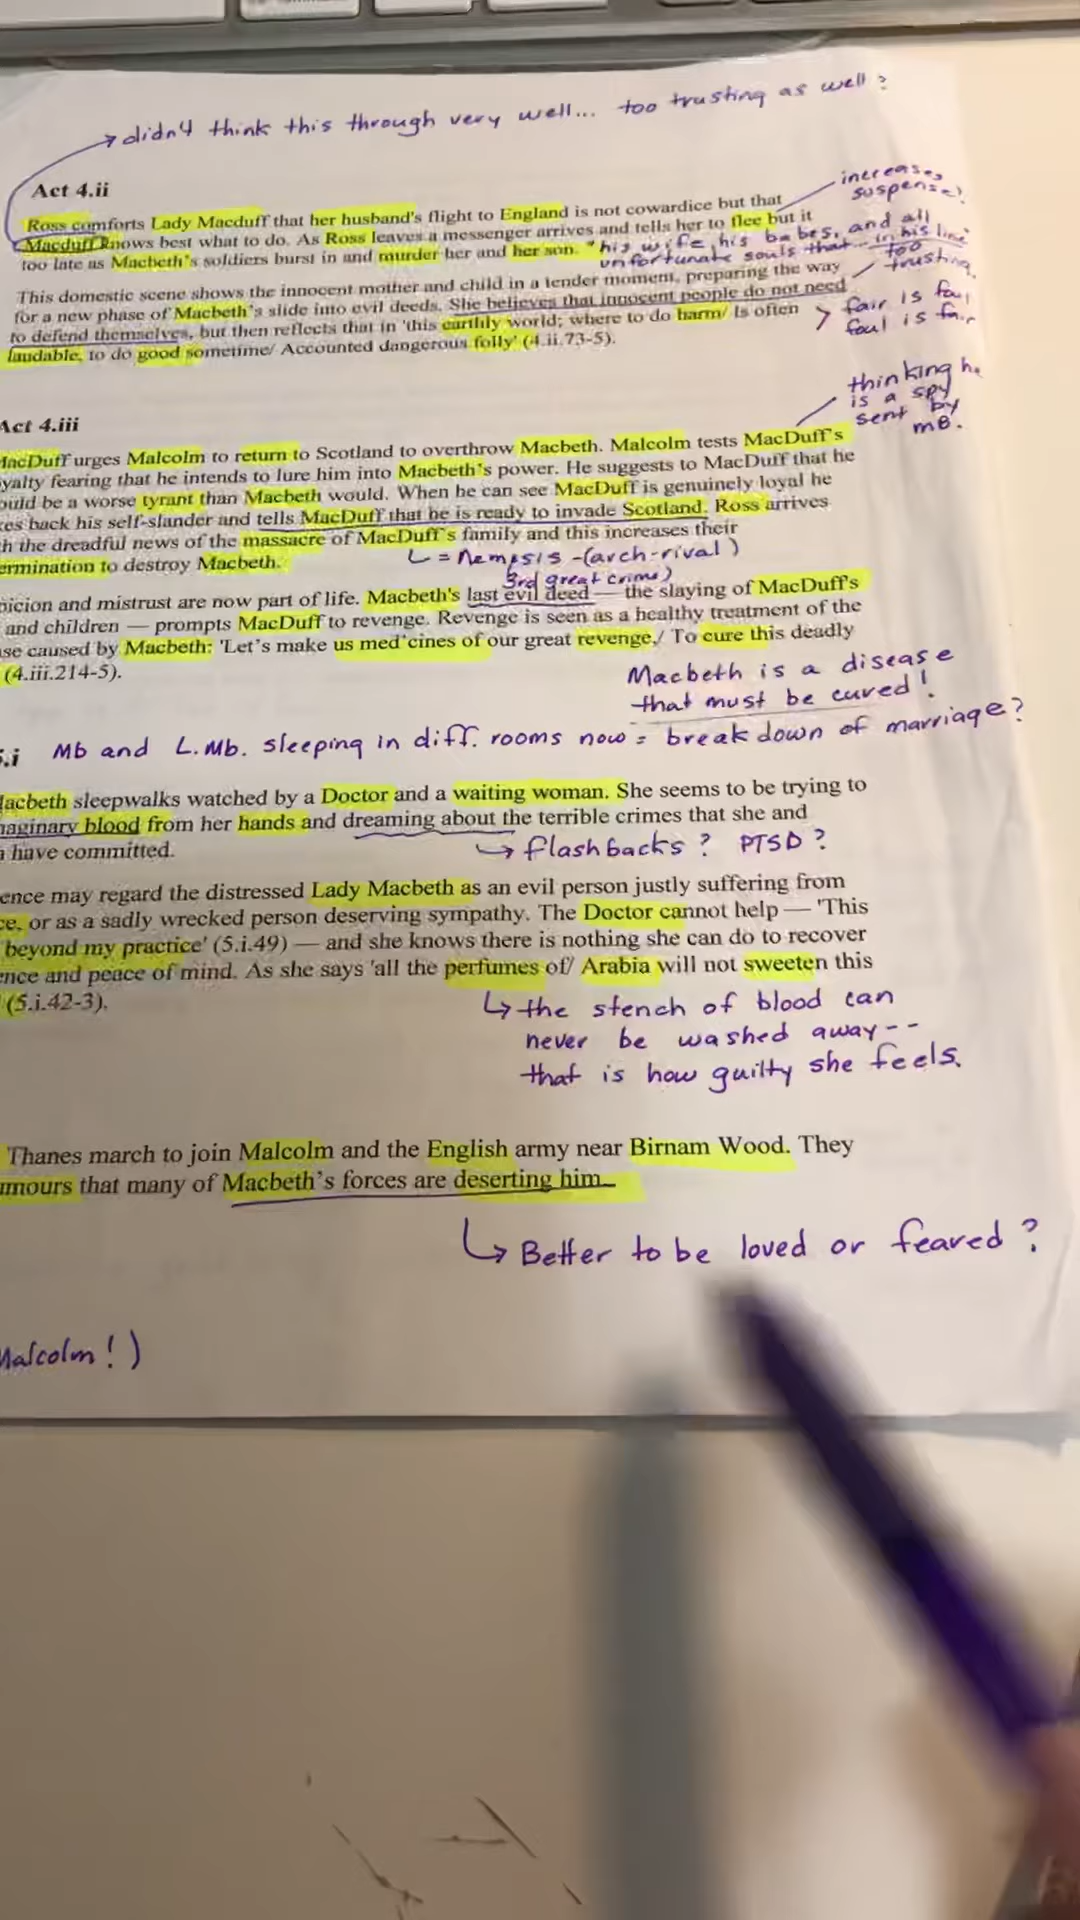 didn't think this through very well... too trusting as well?
Act 4.ii
increases
suspense!
Ross comforts Lady Macduff that her husband's flight to England is not cowardice but that
Macduff knows best what to do. As Ross leaves a messenger arrives and tells her to flee but it
too late as Macbeth's soldiers burst in and murder her and her son. "his wife, his babes, and all
unfortunate souls that... in his line"
too
trusting.
This domestic scene shows the innocent mother and child in a tender moment, preparing the way
for a new phase of Macbeth's slide into evil deeds. She believes that innocent people do not need
to defend themselves, but then reflects that in 'this earthly world; where to do harm/ Is often
laudable, to do good sometime/ Accounted dangerous folly' (4.ii.73-5).
fair is foul
foul is fair
thinking he
is a spy
sent by
mB.
Act 4.iii
MacDuff urges Malcolm to return to Scotland to overthrow Macbeth. Malcolm tests MacDuff's
yalty fearing that he intends to lure him into Macbeth's power. He suggests to MacDuff that he
ould be a worse tyrant than Macbeth would. When he can see MacDuff is genuinely loyal he
es back his self-slander and tells MacDuff that he is ready to invade Scotland. Ross arrives
h the dreadful news of the massacre of MacDuff's family and this increases their
ermination to destroy Macbeth.
= nemesis - (arch-rival)
3rd great crime)
picion and mistrust are now part of life. Macbeth's last evil deed — the slaying of MacDuff's
and children — prompts MacDuff to revenge. Revenge is seen as a healthy treatment of the
se caused by Macbeth: 'Let's make us med'cines of our great revenge,/ To cure this deadly
(4.iii.214-5).
Macbeth is a disease
that must be cured!
5.i Mb and L.Mb. sleeping in diff. rooms now = breakdown of marriage?
Macbeth sleepwalks watched by a Doctor and a waiting woman. She seems to be trying to
maginary blood from her hands and dreaming about the terrible crimes that she and
have committed.
flashbacks? PTSD?
ence may regard the distressed Lady Macbeth as an evil person justly suffering from
ce, or as a sadly wrecked person deserving sympathy. The Doctor cannot help — 'This
beyond my practice' (5.i.49) — and she knows there is nothing she can do to recover
ence and peace of mind. As she says 'all the perfumes of/ Arabia will not sweeten this
(5.i.42-3).
the stench of blood can
never be washed away--
that is how guilty she feels.
Thanes march to join Malcolm and the English army near Birnam Wood. They
umours that many of Macbeth's forces are deserting him.
Better to be loved or feared?
Malcolm!)